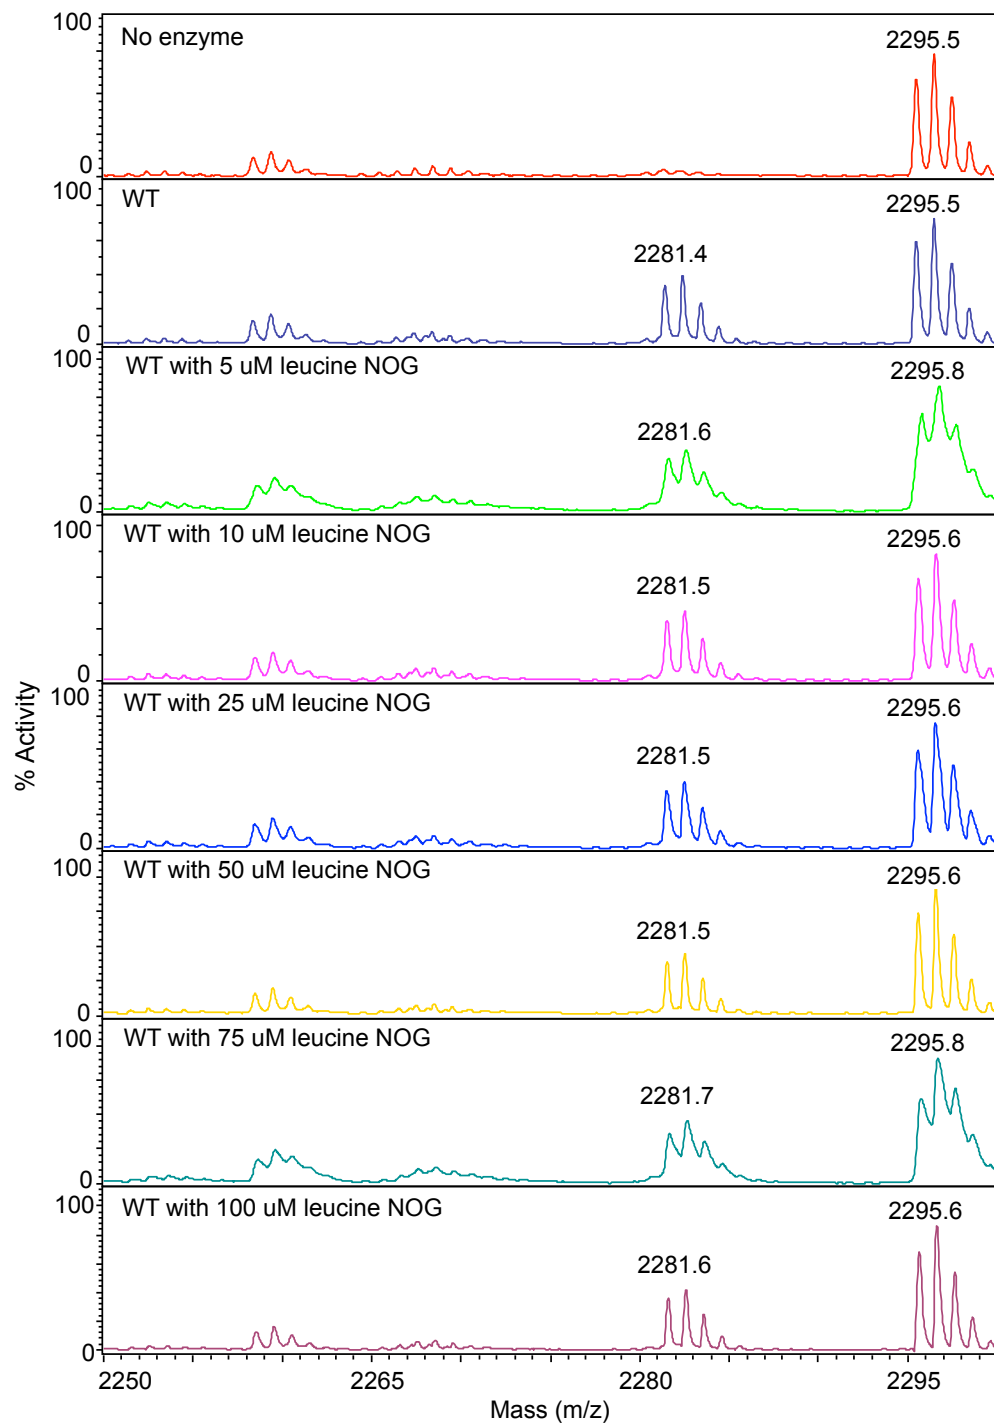 100
No enzyme
2295.5
0
100
WT
2295.5
2281.4
0
100
WT with 5 uM leucine NOG
2295.8
2281.6
0
100
WT with 10 uM leucine NOG
2295.6
2281.5
0
100
WT with 25 uM leucine NOG
2295.6
2281.5
0
100
WT with 50 uM leucine NOG
2295.6
2281.5
0
100
WT with 75 uM leucine NOG
2295.8
2281.7
0
100
WT with 100 uM leucine NOG
2295.6
2281.6
0
% Activity
2250 2265 2280 2295
Mass (m/z)